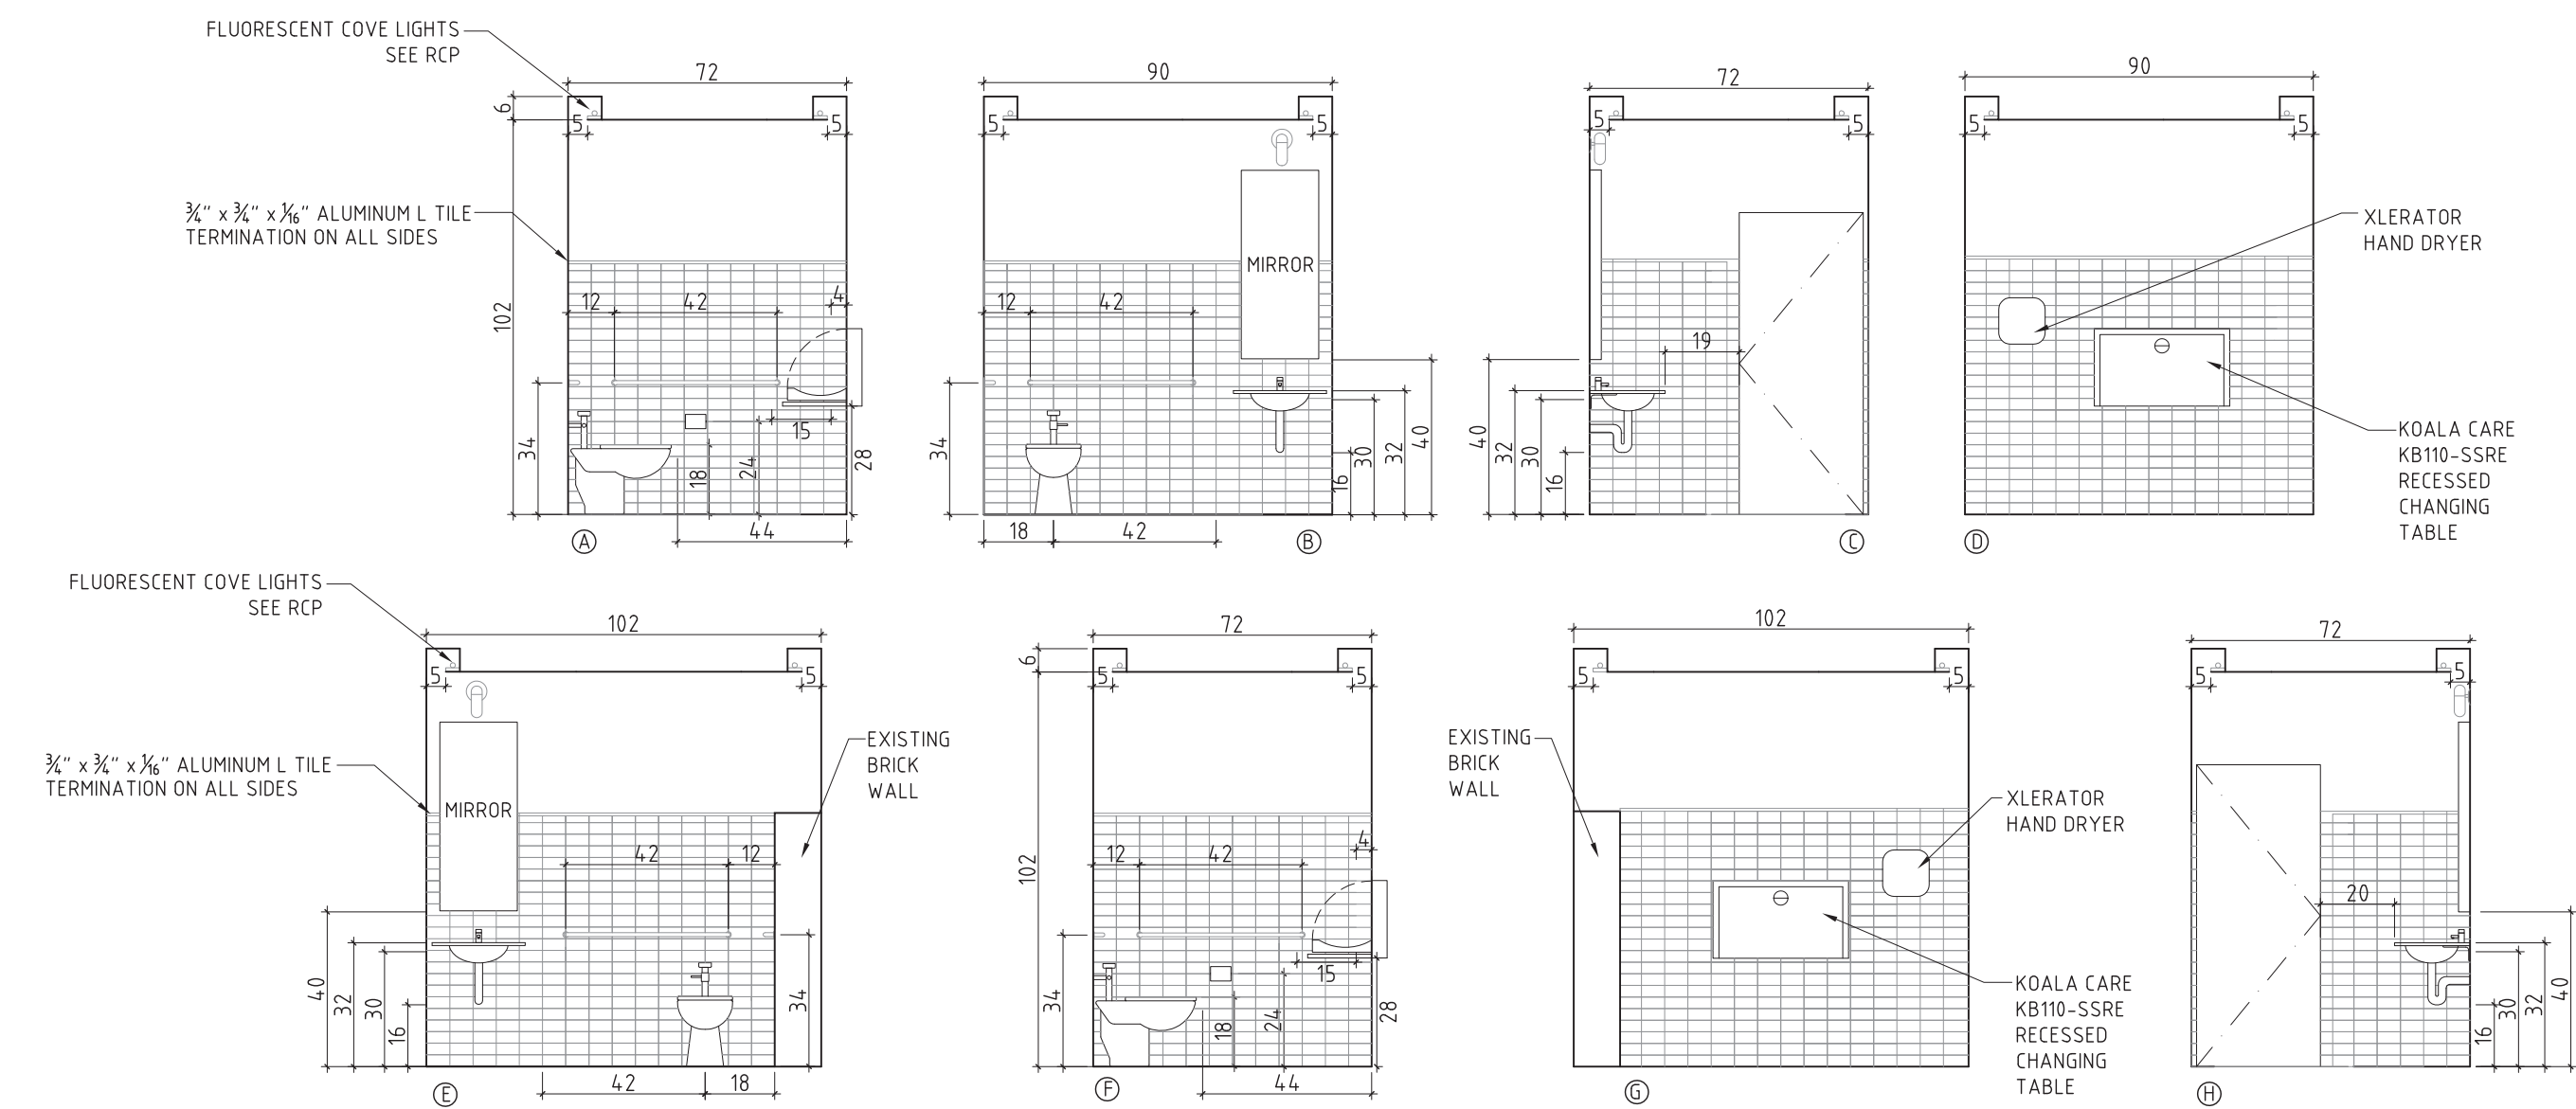 FLUORESCENT COVE LIGHTS
SEE RCP
¾" x ¾" x 1/16" ALUMINUM L TILE
TERMINATION ON ALL SIDES
72
6
5
5
102
12
42
4
34
15
18
24
28
44
A
90
5
5
MIRROR
12
42
34
16
30
32
40
18
42
B
72
5
5
19
40
32
30
16
C
90
5
5
XLERATOR
HAND DRYER
KOALA CARE
KB110-SSRE
RECESSED
CHANGING
TABLE
D
FLUORESCENT COVE LIGHTS
SEE RCP
¾" x ¾" x 1/16" ALUMINUM L TILE
TERMINATION ON ALL SIDES
102
5
5
MIRROR
EXISTING
BRICK
WALL
42
12
40
32
30
16
34
42
18
E
72
6
5
5
102
12
42
4
34
15
18
24
28
44
F
102
5
5
EXISTING
BRICK
WALL
XLERATOR
HAND DRYER
KOALA CARE
KB110-SSRE
RECESSED
CHANGING
TABLE
G
72
5
5
20
16
30
32
40
H